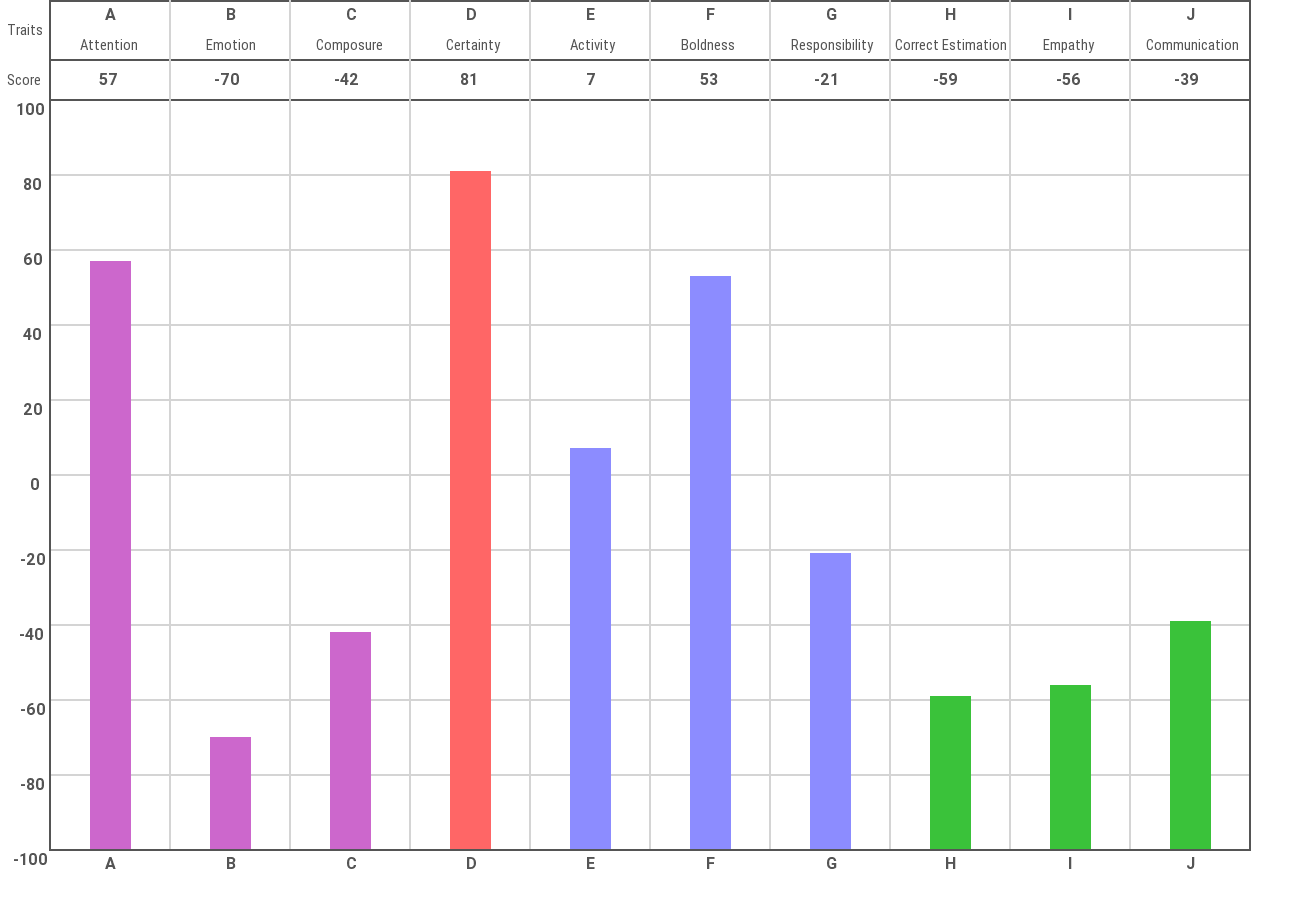 Traits A B C D E F G H I J
Attention Emotion Composure Certainty Activity Boldness Responsibility Correct Estimation Empathy Communication
Score 57 -70 -42 81 7 53 -21 -59 -56 -39
100
80
60
40
20
0
-20
-40
-60
-80
-100
A B C D E F G H I J